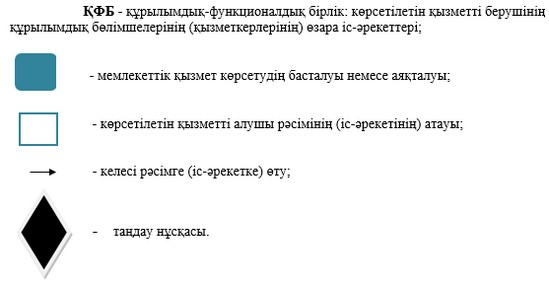 ҚФБ - құрылымдық-функционалдық бірлік: көрсетілетін қызметті берушінің
құрылымдық бөлімшелерінің (қызметкерлерінің) өзара іс-әрекеттері;
- мемлекеттік қызмет көрсетудің басталуы немесе аяқталуы;
- көрсетілетін қызметті алушы рәсімінің (іс-әрекетінің) атауы;
- келесі рәсімге (іс-әрекетке) өту;
- таңдау нұсқасы.